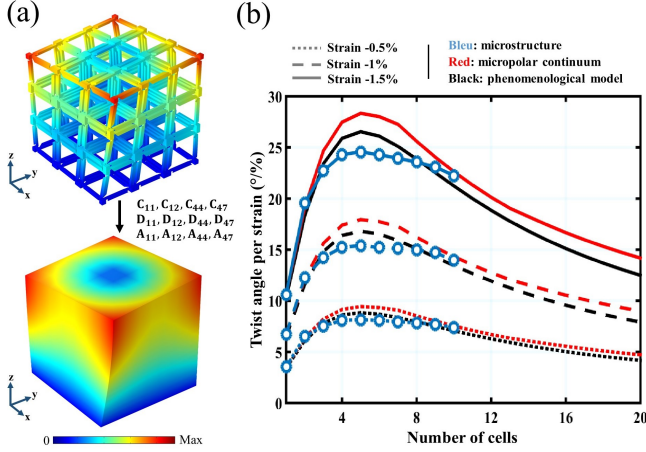 (a)
z
y
x
C11, C12, C44, C47
D11, D12, D44, D47
A11, A12, A44, A47
z
y
x
0
Max
(b)
Strain -0.5%
Strain -1%
Strain -1.5%
Bleu: microstructure
Red: micropolar continuum
Black: phenomenological model
Twist angle per strain (°/%)
30
25
20
15
10
5
0
4
8
12
16
20
Number of cells